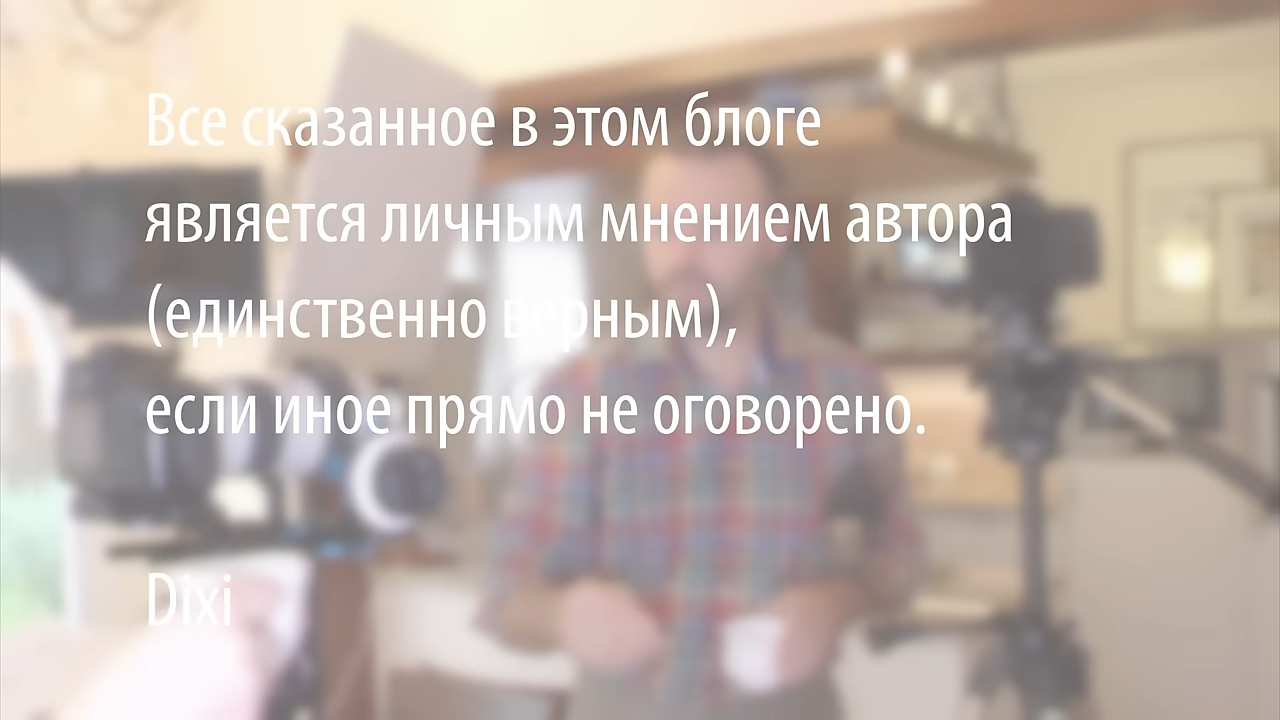 Все сказанное в этом блоге
является личным мнением автора
(единственно верным),
если иное прямо не оговорено.
Dixi